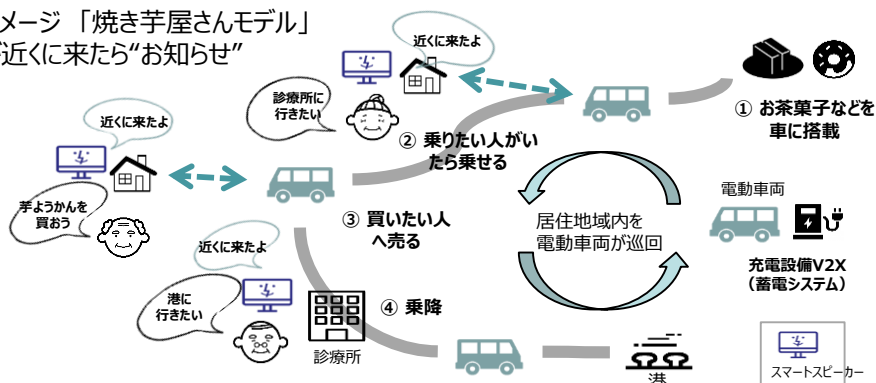 メージ 「焼き芋屋さんモデル」
近くに来たら“お知らせ”
近くに来たよ
診療所に
行きたい
① お茶菓子などを
車に搭載
近くに来たよ
② 乗りたい人がい
たら乗せる
芋ようかんを
買おう
③ 買いたい人
へ売る
居住地域内を
電動車両が巡回
電動車両
充電設備V2X
（蓄電システム）
近くに来たよ
港に
行きたい
④ 乗降
診療所
港
スマートスピーカー